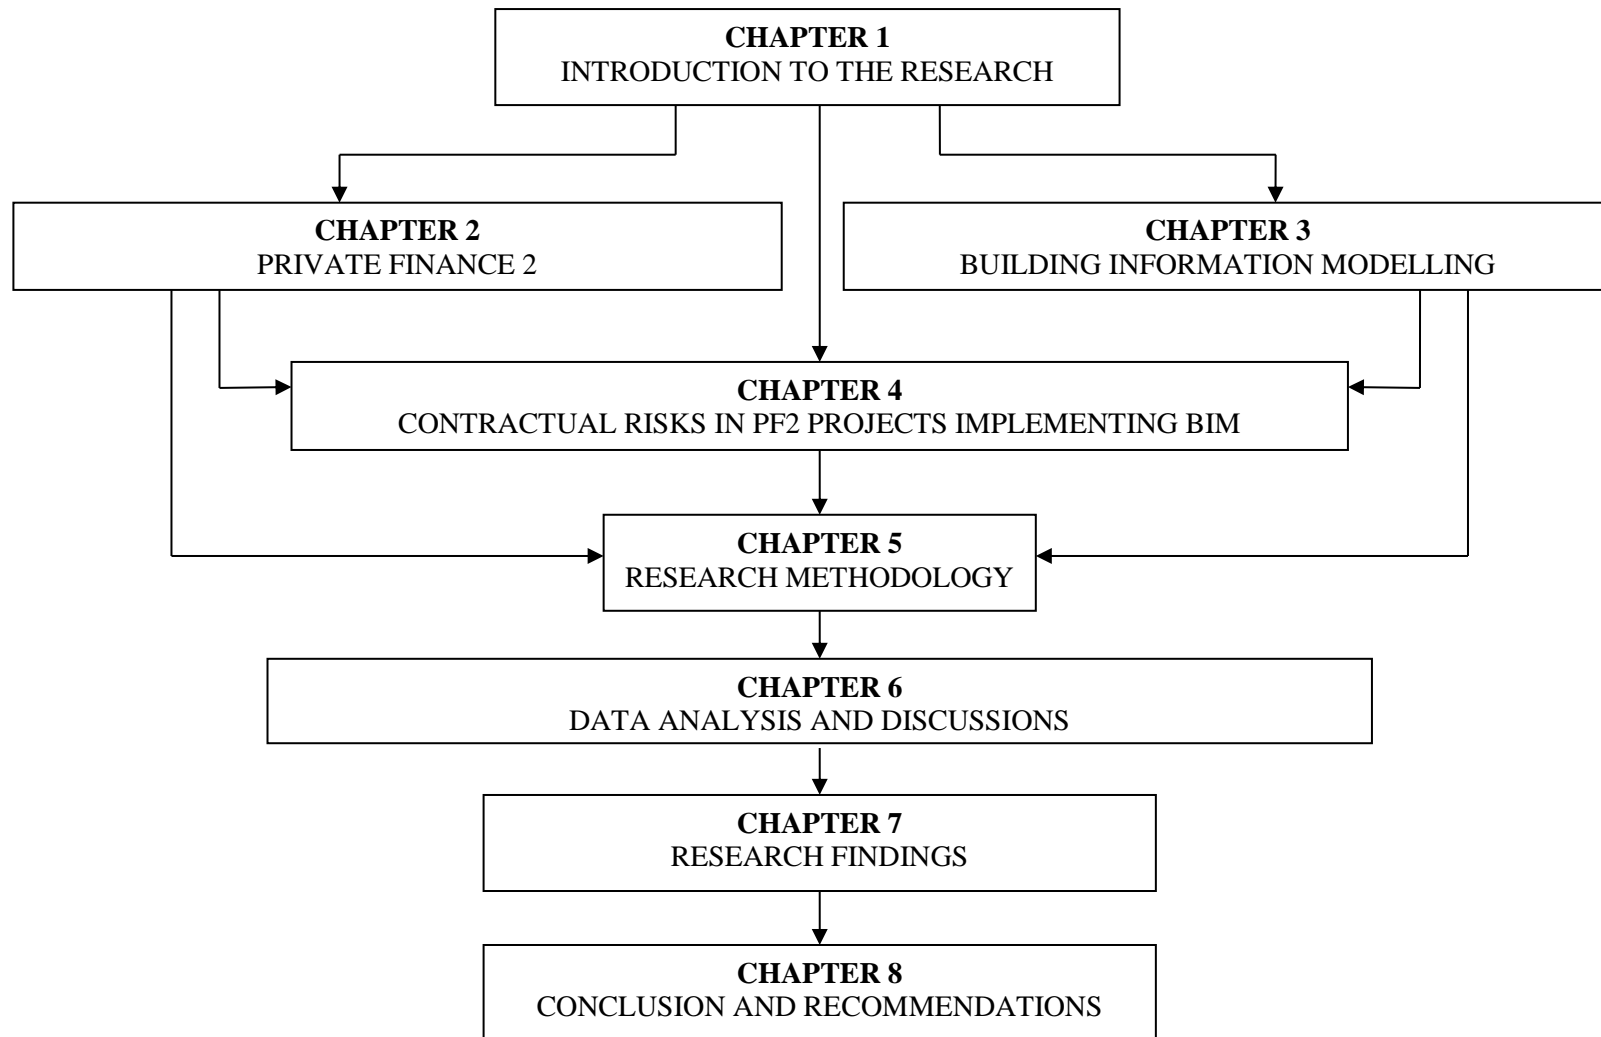 CHAPTER 1
INTRODUCTION TO THE RESEARCH
CHAPTER 2
PRIVATE FINANCE 2
CHAPTER 3
BUILDING INFORMATION MODELLING
CHAPTER 4
CONTRACTUAL RISKS IN PF2 PROJECTS IMPLEMENTING BIM
CHAPTER 5
RESEARCH METHODOLOGY
CHAPTER 6
DATA ANALYSIS AND DISCUSSIONS
CHAPTER 7
RESEARCH FINDINGS
CHAPTER 8
CONCLUSION AND RECOMMENDATIONS